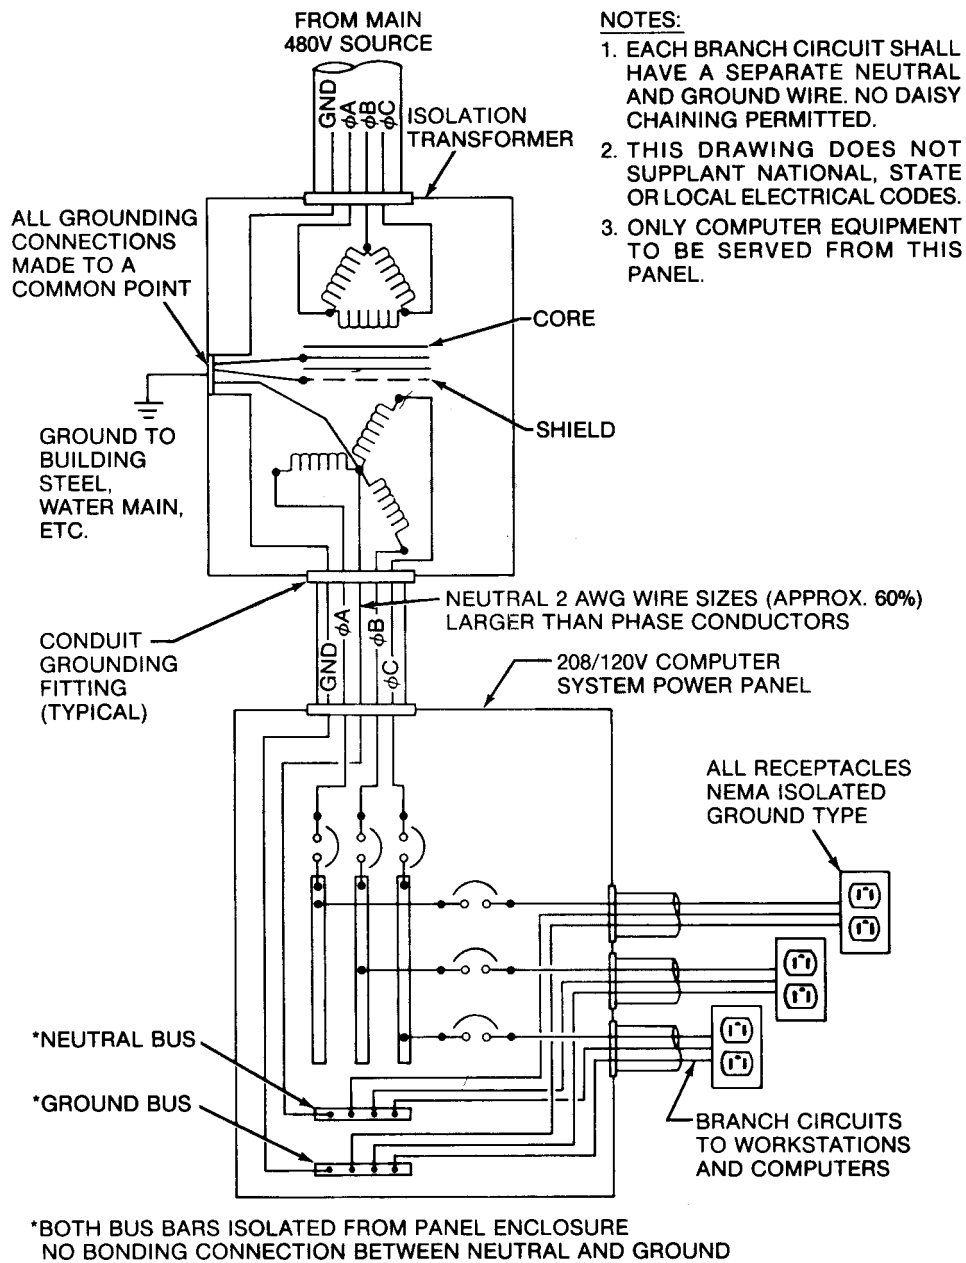 FROM MAIN
480V SOURCE
GND
φA
φB
φC
ISOLATION
TRANSFORMER
NOTES:
1. EACH BRANCH CIRCUIT SHALL
HAVE A SEPARATE NEUTRAL
AND GROUND WIRE. NO DAISY
CHAINING PERMITTED.
2. THIS DRAWING DOES NOT
SUPPLANT NATIONAL, STATE
OR LOCAL ELECTRICAL CODES.
3. ONLY COMPUTER EQUIPMENT
TO BE SERVED FROM THIS
PANEL.
ALL GROUNDING
CONNECTIONS
MADE TO A
COMMON POINT
CORE
SHIELD
GROUND TO
BUILDING
STEEL,
WATER MAIN,
ETC.
NEUTRAL 2 AWG WIRE SIZES (APPROX. 60%)
LARGER THAN PHASE CONDUCTORS
CONDUIT
GROUNDING
FITTING
(TYPICAL)
GND
φA
φB
φC
208/120V COMPUTER
SYSTEM POWER PANEL
ALL RECEPTACLES
NEMA ISOLATED
GROUND TYPE
*NEUTRAL BUS
*GROUND BUS
BRANCH CIRCUITS
TO WORKSTATIONS
AND COMPUTERS
*BOTH BUS BARS ISOLATED FROM PANEL ENCLOSURE
NO BONDING CONNECTION BETWEEN NEUTRAL AND GROUND